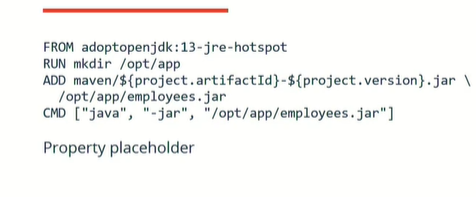 FROM adoptopenjdk:13-jre-hotspot
RUN mkdir /opt/app
ADD maven/${project.artifactId}-${project.version}.jar \
/opt/app/employees.jar
CMD ["java", "-jar", "/opt/app/employees.jar"]
Property placeholder